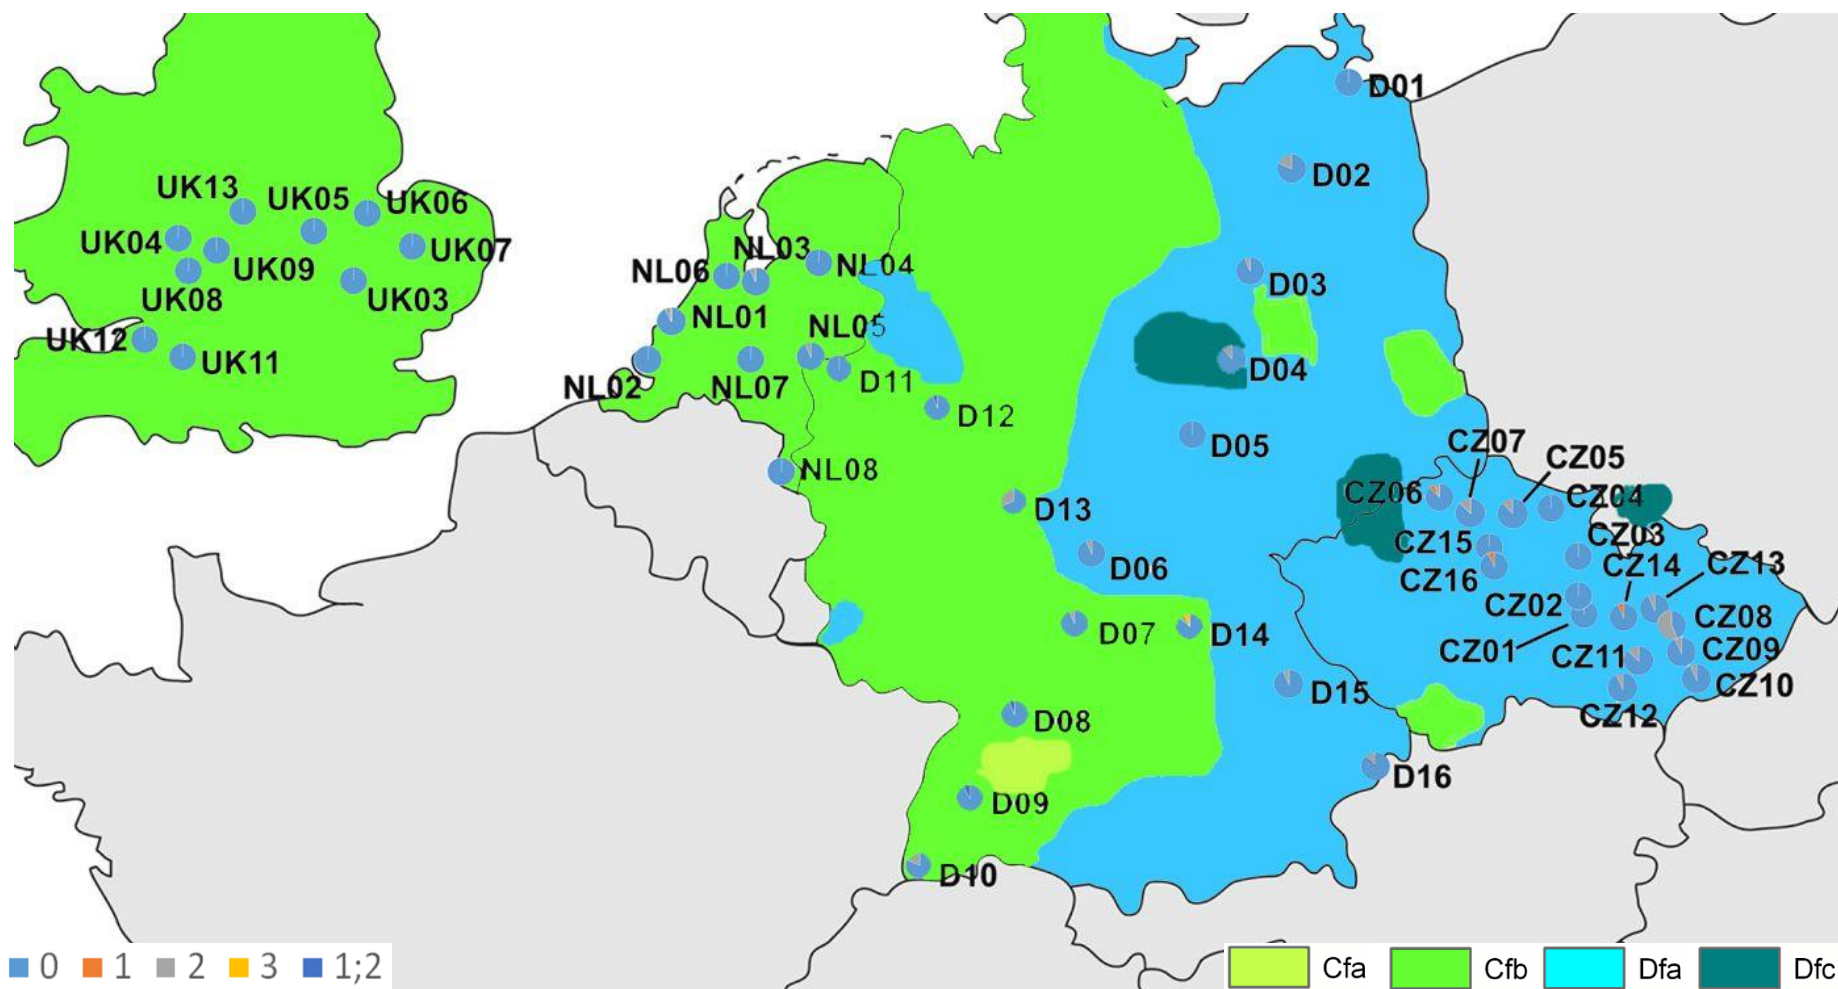 D01
D02
UK13
UK05
UK06
UK04
UK09
UK07
UK08
UK03
UK12
UK11
NL03
NL06
NL04
D03
NL01
NL05
NL02
NL07
D11
D04
D12
D05
CZ07
CZ05
NL08
CZ06
CZ04
D13
CZ03
CZ15
CZ14
CZ13
D06
CZ16
CZ02
CZ08
D07
D14
CZ01
CZ11
CZ09
D15
CZ10
D08
CZ12
D16
D09
D10
0 1 2 3 1;2
Cfa Cfb Dfa Dfc